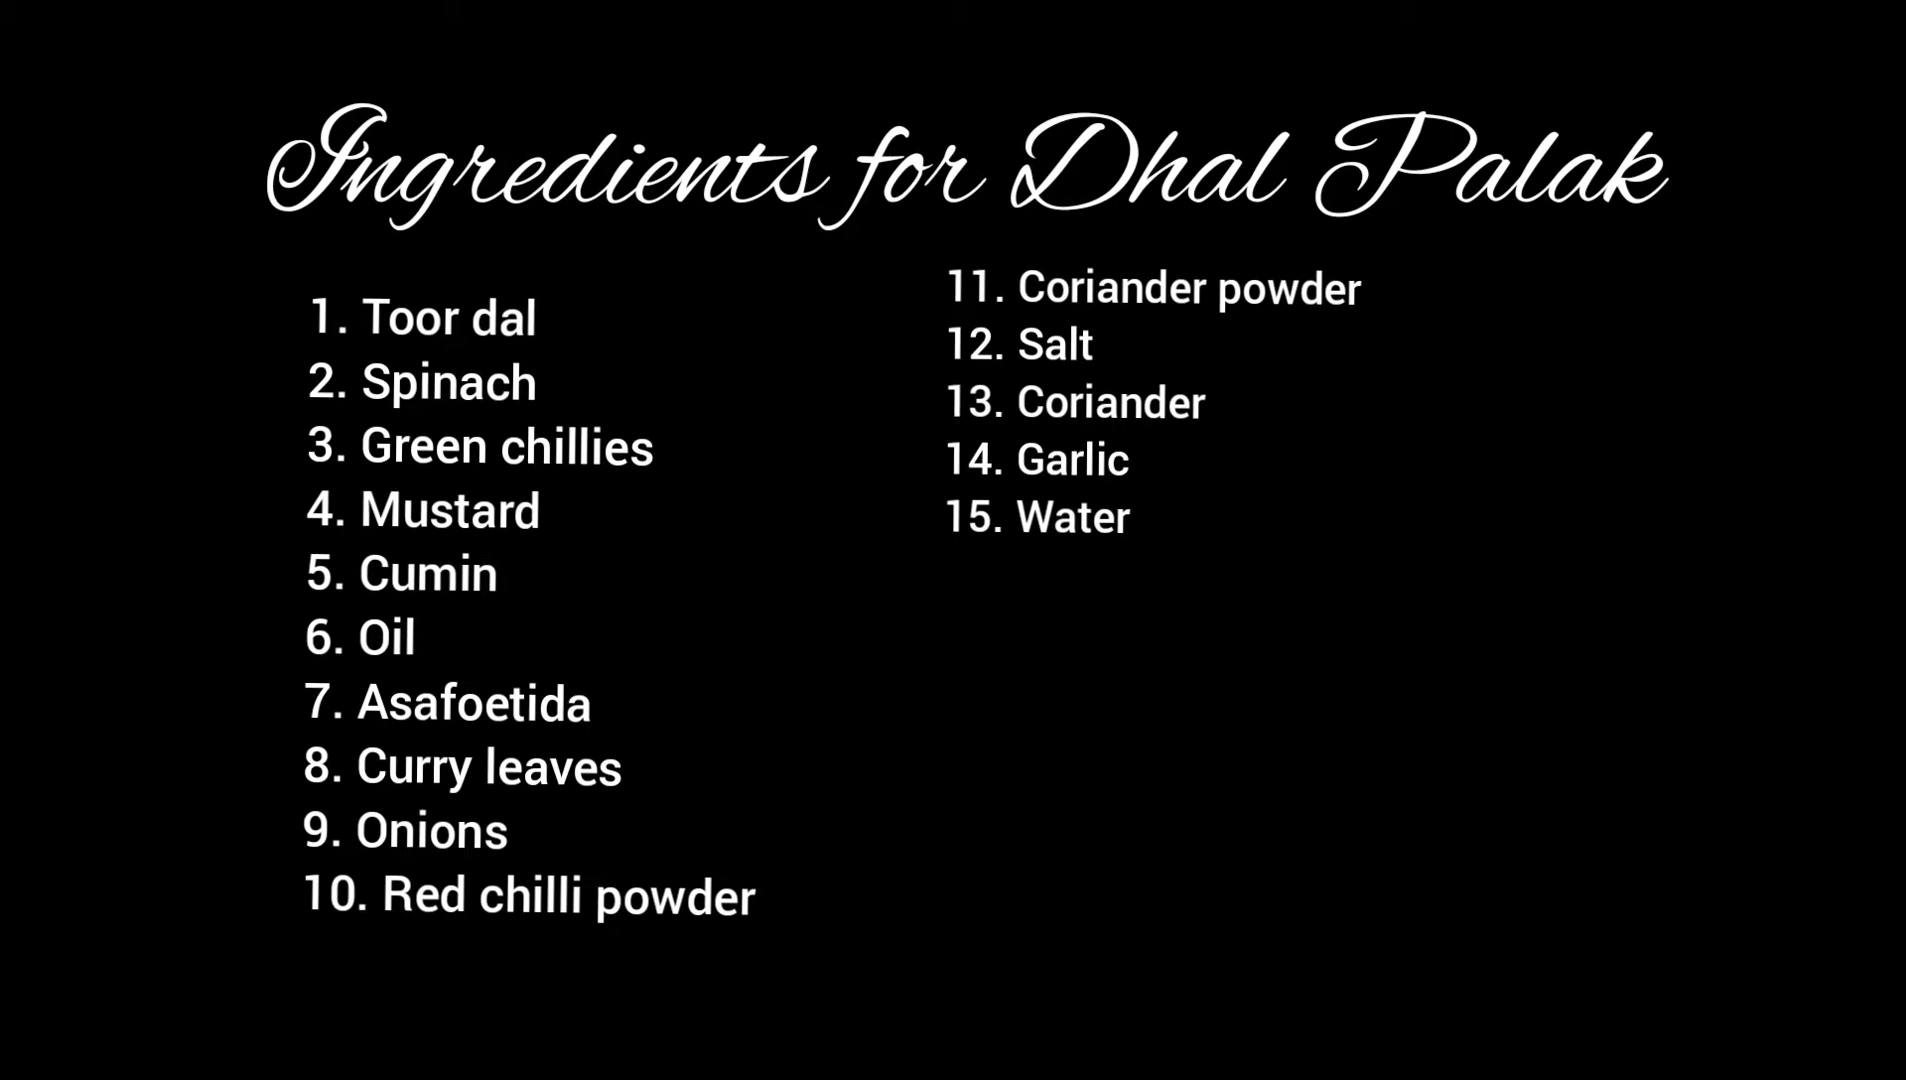 Ingredients for Dhal Palak
1. Toor dal
2. Spinach
3. Green chillies
4. Mustard
5. Cumin
6. Oil
7. Asafoetida
8. Curry leaves
9. Onions
10. Red chilli powder
11. Coriander powder
12. Salt
13. Coriander
14. Garlic
15. Water